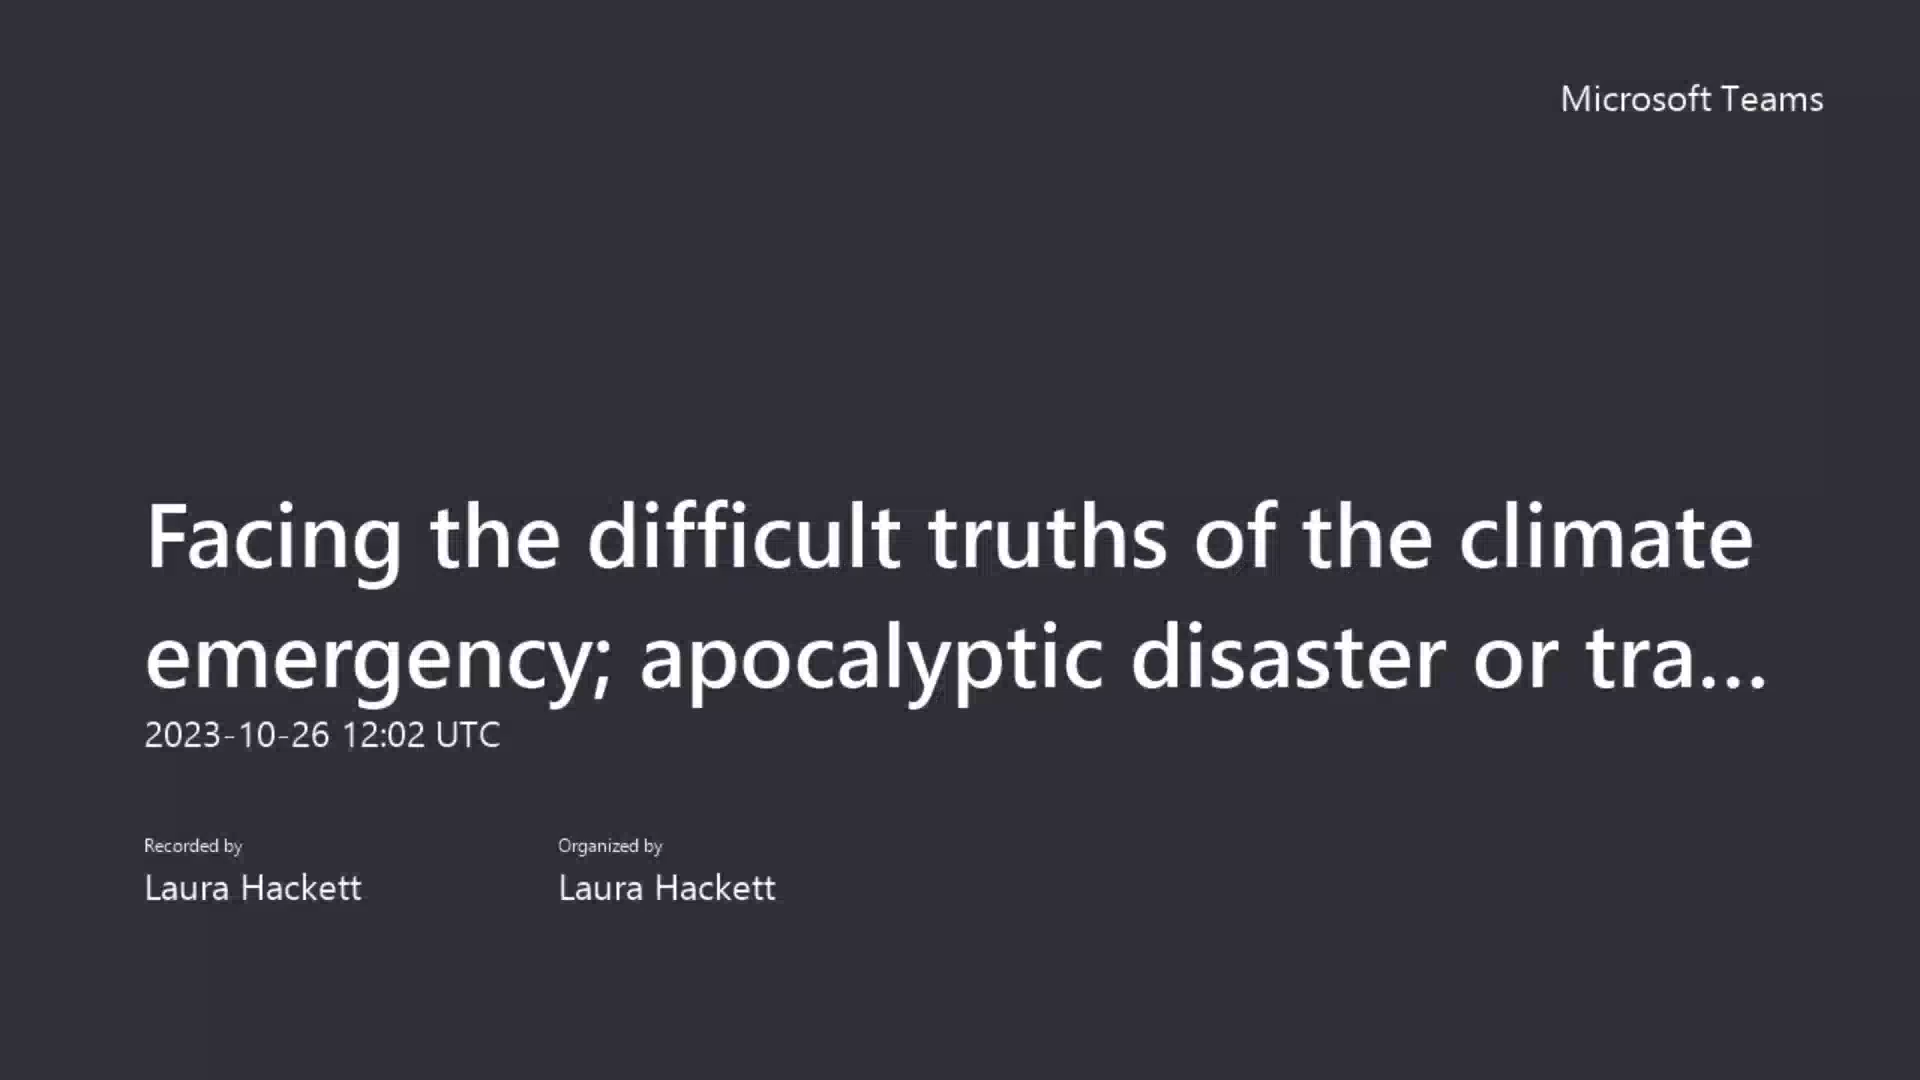 Microsoft Teams
Facing the difficult truths of the climate
emergency; apocalyptic disaster or tra...
2023-10-26 12:02 UTC
Recorded by
Organized by
Laura Hackett
Laura Hackett